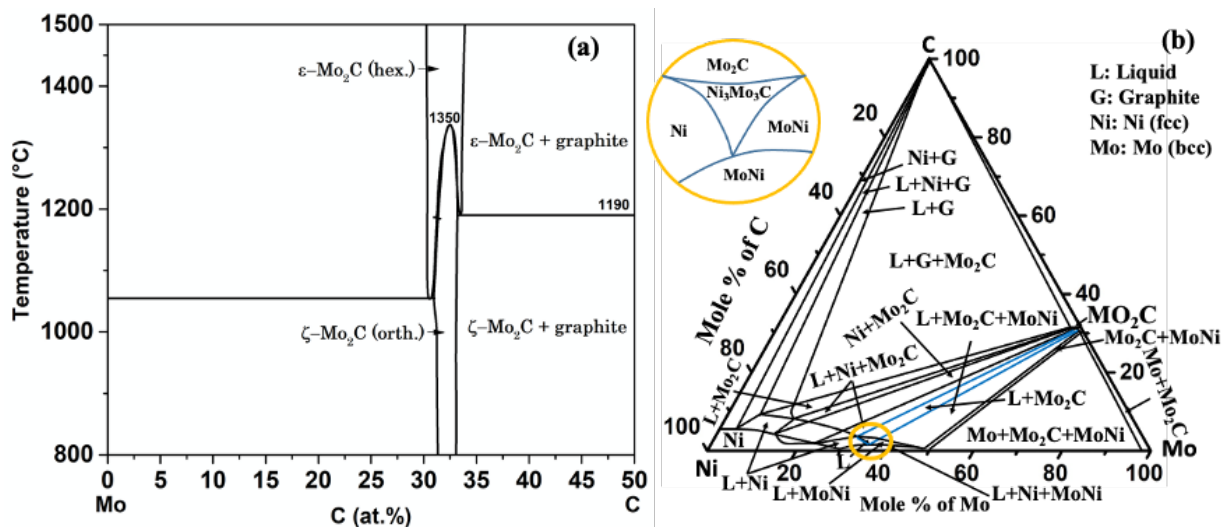 (a)
Temperature (°C)
1500
1400
1300
1200
1000
800
ε–Mo₂C (hex.)
1350
ε–Mo₂C + graphite
1190
ζ–Mo₂C (orth.)
ζ–Mo₂C + graphite
0 5 10 15 20 25 30 35 40 45 50
Mo
C
C (at.%)
(b)
C
100
L: Liquid
G: Graphite
Ni: Ni (fcc)
Mo: Mo (bcc)
Mo₂C
Ni₃Mo₃C
Ni
MoNi
MoNi
20
80
Ni+G
L+Ni+G
L+G
40
60
Mole % of C
L+G+Mo₂C
60
40
Ni+Mo₂C
L+Mo₂C+MoNi
MO₂C
Mo₂C+MoNi
80
L+Ni+Mo₂C
L+Mo₂C
20
Mo+Mo₂C
L+Mo₂C
100
Ni
Mo+Mo₂C+MoNi
Mo
Ni
L
L+Ni
L+MoNi
L+Ni+MoNi
20 40 60 80 100
Mole % of Mo